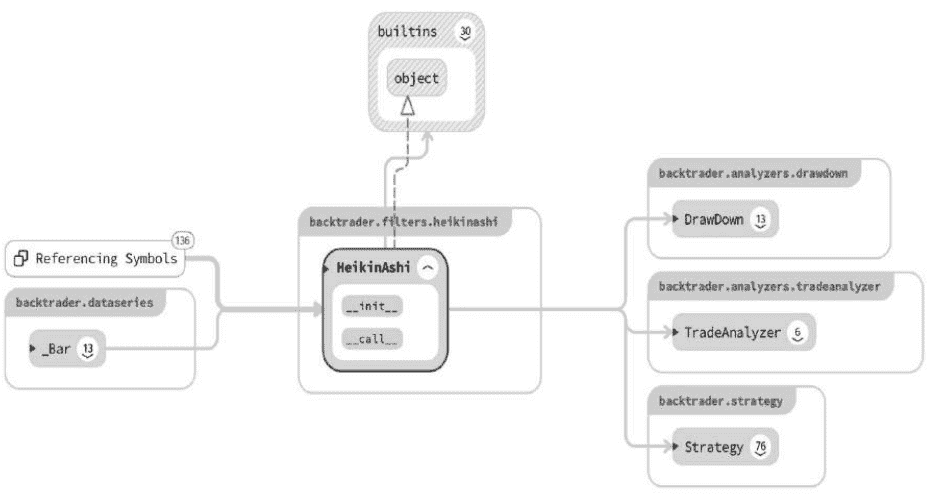 builtins 30
object
backtrader.analyzers.drawdown
DrawDown 13
backtrader.filters.heikinashi
136
Referencing Symbols
HeikinAshi
backtrader.analyzers.tradeanalyzer
backtrader.dataseries
__init__
TradeAnalyzer 6
__call__
_Bar 13
backtrader.strategy
Strategy 76